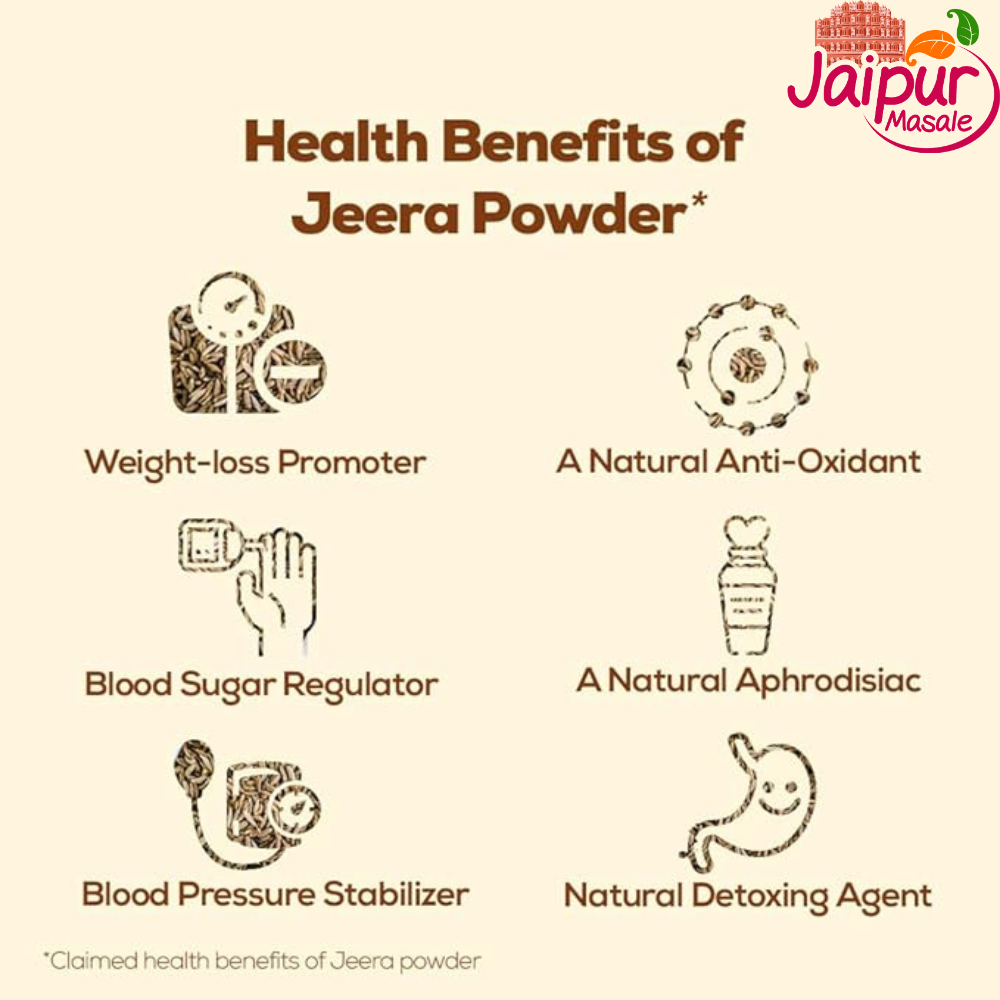 Jaipur
Masale
Health Benefits of
Jeera Powder*
Weight-loss Promoter
A Natural Anti-Oxidant
Blood Sugar Regulator
A Natural Aphrodisiac
Blood Pressure Stabilizer
Natural Detoxing Agent
*Claimed health benefits of Jeera powder